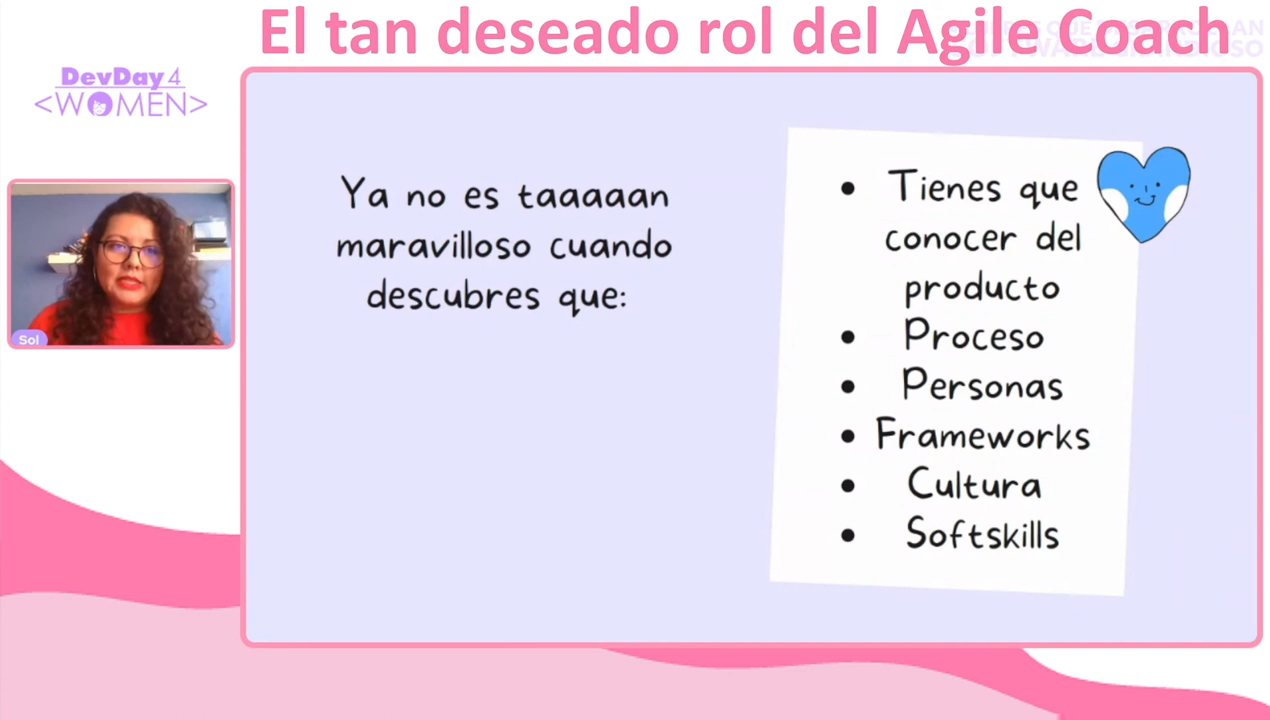 El tan deseado rol del Agile Coach
DevDay4
<WOMEN>
Sol
Ya no es taaaaan
maravilloso cuando
descubres que:
• Tienes que
conocer del
producto
• Proceso
• Personas
• Frameworks
• Cultura
• Softskills